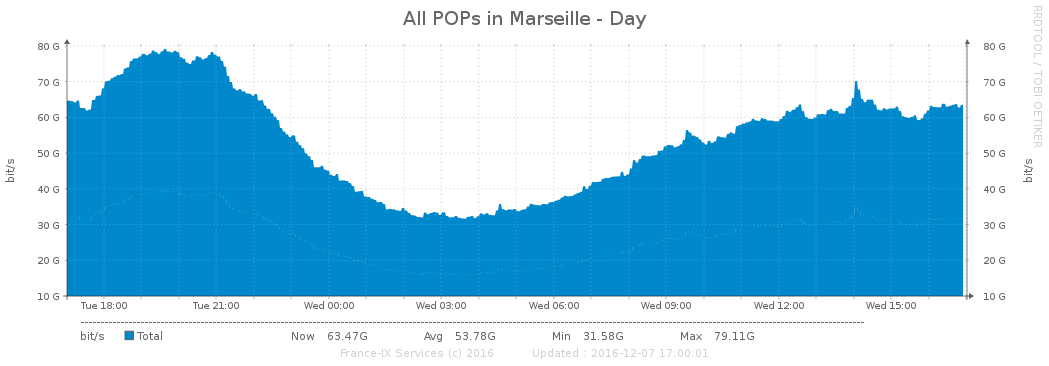 All POPs in Marseille - Day
RRDTOOL / TOBI OETIKER
bit/s
80 G 80 G
70 G 70 G
60 G 60 G
50 G 50 G
40 G 40 G
30 G 30 G
20 G 20 G
10 G 10 G
bit/s
Tue 18:00 Tue 21:00 Wed 00:00 Wed 03:00 Wed 06:00 Wed 09:00 Wed 12:00 Wed 15:00
bit/s Total Now 63.47G Avg 53.78G Min 31.58G Max 79.11G
France-IX Services (c) 2016 Updated : 2016-12-07 17:00:01